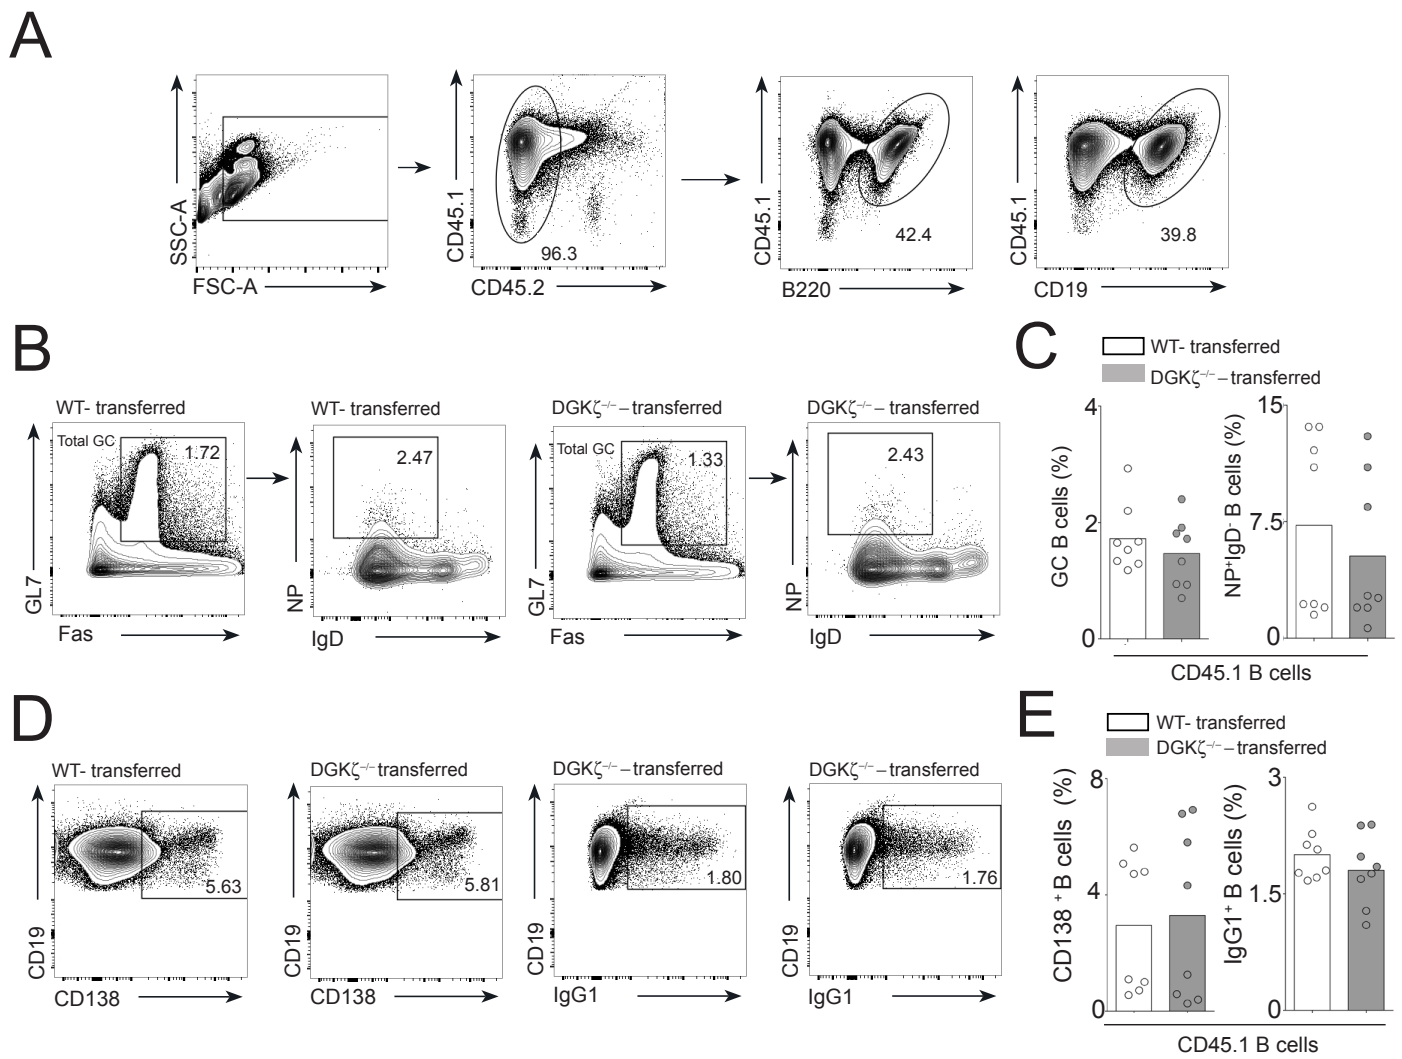 A
SSC-A
FSC-A
CD45.1
96.3
CD45.2
CD45.1
42.4
B220
CD45.1
39.8
CD19
B
WT- transferred
Total GC
1.72
GL7
Fas
WT- transferred
2.47
NP
IgD
DGKζ⁻/⁻ – transferred
Total GC
1.33
GL7
Fas
DGKζ⁻/⁻ – transferred
2.43
NP
IgD
C
WT- transferred
DGKζ⁻/⁻ – transferred
GC B cells (%)
4
2
0
NP⁺IgD⁻ B cells (%)
15
7.5
0
CD45.1 B cells
D
WT- transferred
5.63
CD19
CD138
DGKζ⁻/⁻ transferred
5.81
CD19
CD138
DGKζ⁻/⁻ – transferred
1.80
CD19
IgG1
DGKζ⁻/⁻ – transferred
1.76
CD19
IgG1
E
WT- transferred
DGKζ⁻/⁻ – transferred
CD138 ⁺ B cells (%)
8
4
0
IgG1⁺ B cells (%)
3
1.5
0
CD45.1 B cells